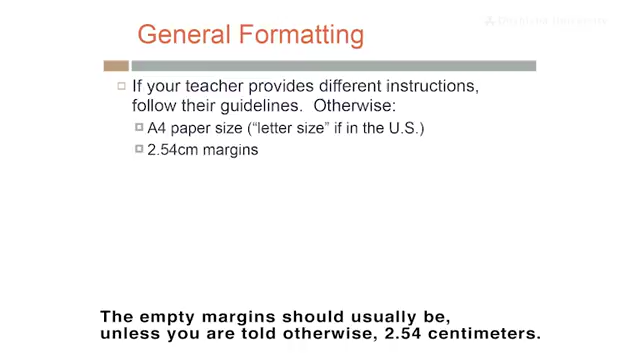 General Formatting
If your teacher provides different instructions,
follow their guidelines. Otherwise:
A4 paper size ("letter size" if in the U.S.)
2.54cm margins
The empty margins should usually be,
unless you are told otherwise, 2.54 centimeters.